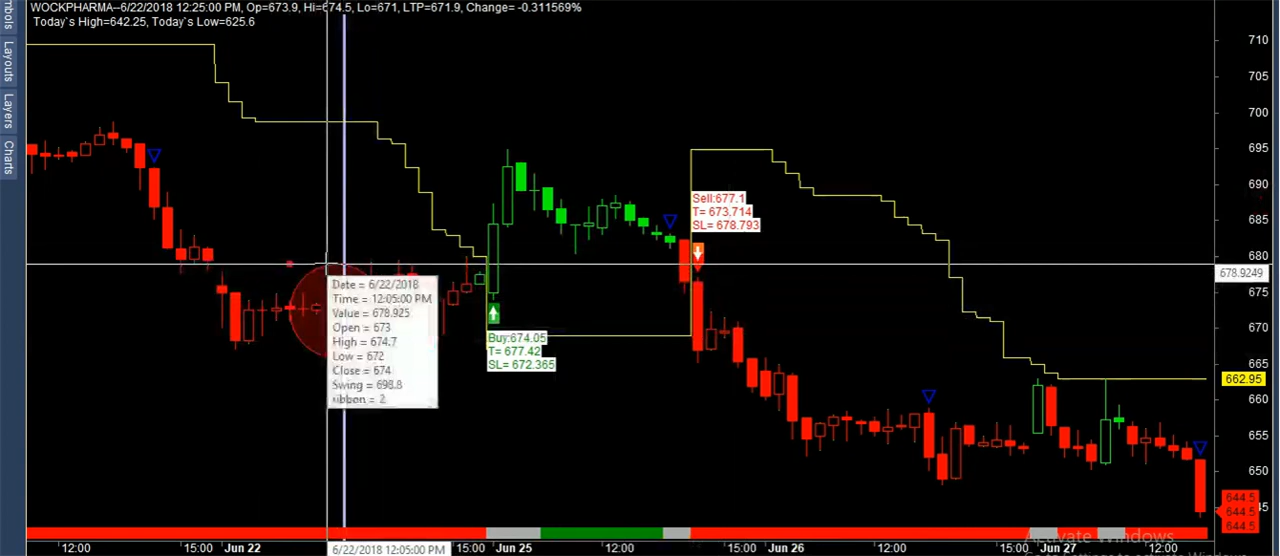 WOCKPHARMA--6/22/2018 12:25:00 PM, Op=673.9, Hi=674.5, Lo=671, LTP=671.9, Change= -0.311569%
Today`s High=642.25, Today`s Low=625.6
Layouts
Layers
Charts
710
705
700
695
690
685
680
678.9249
675
670
665
662.95
660
655
650
644.5
644.5
644.5
Sell:677.1
T= 673.714
SL= 678.793
Buy:674.05
T= 677.42
SL= 672.365
Date = 6/22/2018
Time = 12:05:00 PM
Value = 678.925
Open = 673
High = 674.7
Low = 672
Close = 674
Swing = 698.8
ribbon = 2
Activate Windows
12:00
15:00
Jun 22
6/22/2018 12:05:00 PM
15:00
Jun 25
12:00
15:00
Jun 26
12:00
15:00
Jun 27
12:00